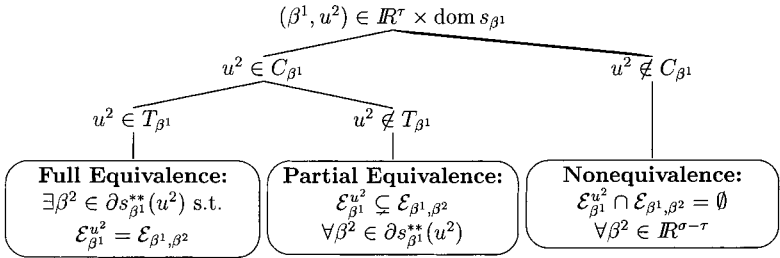 (β¹, u²) ∈ ℝ^τ × dom s_{β¹}
u² ∈ C_{β¹}
u² ∉ C_{β¹}
u² ∈ T_{β¹}
u² ∉ T_{β¹}
Full Equivalence:
∃β² ∈ ∂s**_{β¹}(u²) s.t.
ℰ^{u²}_{β¹} = ℰ_{β¹,β²}
Partial Equivalence:
ℰ^{u²}_{β¹} ⊊ ℰ_{β¹,β²}
∀β² ∈ ∂s**_{β¹}(u²)
Nonequivalence:
ℰ^{u²}_{β¹} ∩ ℰ_{β¹,β²} = ∅
∀β² ∈ ℝ^{σ−τ}